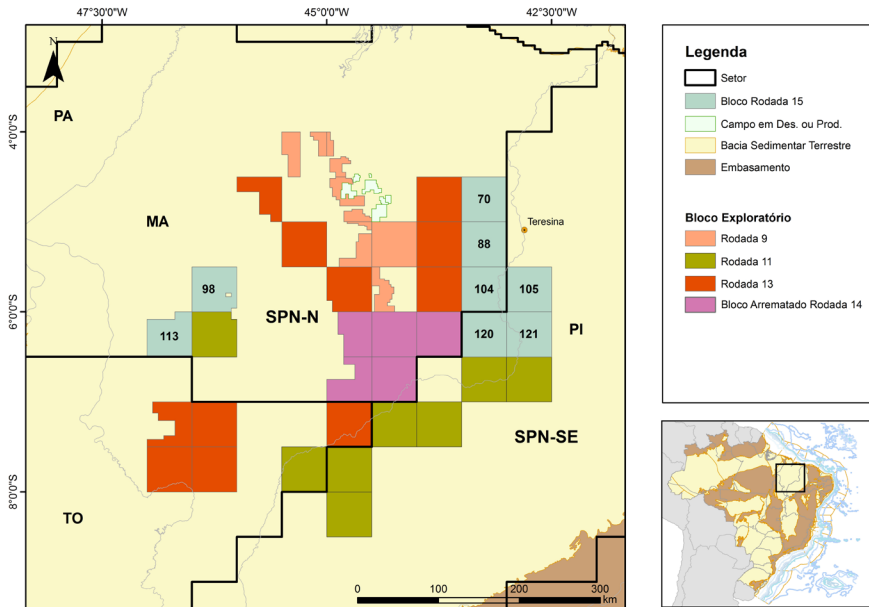 47°30'0"O
45°0'0"O
42°30'0"O
N
PA
4°0'0"S
70
Teresina
MA
88
98
104
105
6°0'0"S
SPN-N
113
120
121
PI
SPN-SE
8°0'0"S
TO
0
100
200
300
km
Legenda
Setor
Bloco Rodada 15
Campo em Des. ou Prod.
Bacia Sedimentar Terrestre
Embasamento
Bloco Exploratório
Rodada 9
Rodada 11
Rodada 13
Bloco Arrematado Rodada 14